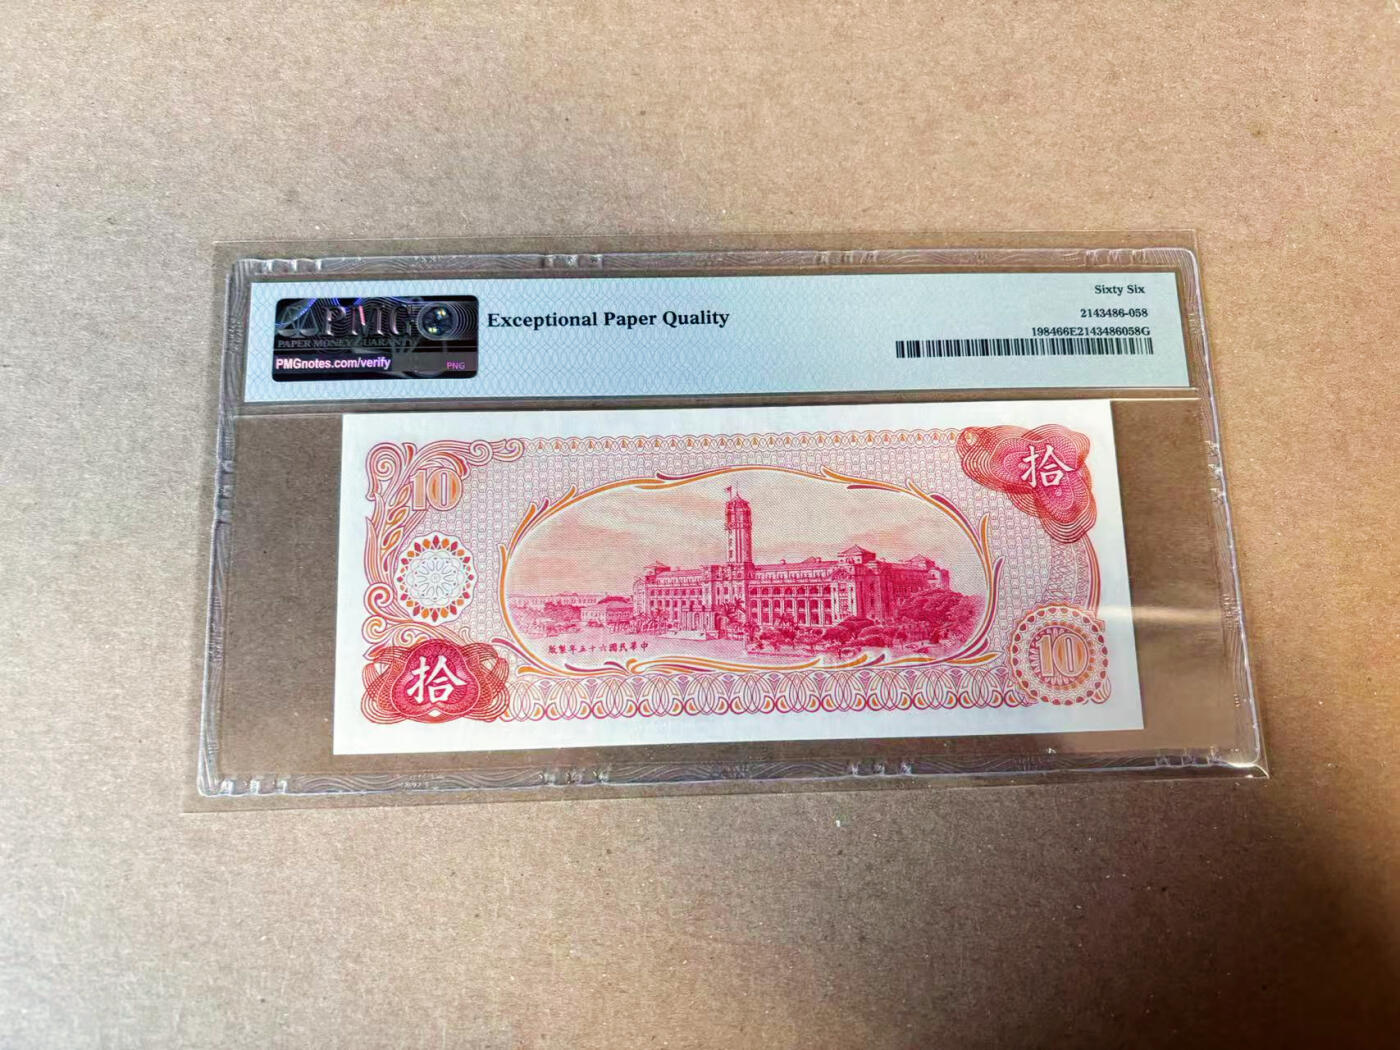 Sixty Six
PMG
Exceptional Paper Quality
2143486-058
198466E2143486058G
PAPER MONEY GUARANTY
PMGnotes.com/verify
PNG
10
拾
版製年五十六國民華中
拾
10